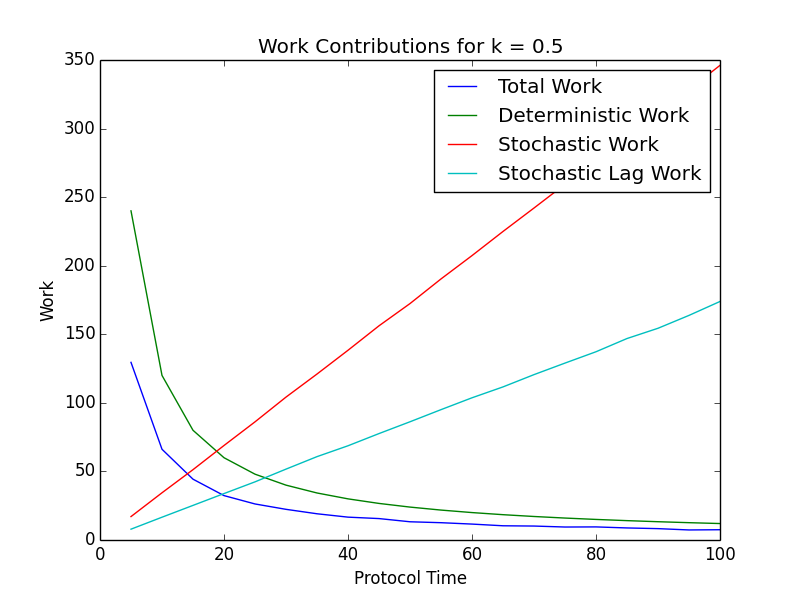 Work Contributions for k = 0.5
350
300
250
200
150
100
50
0
Work
Total Work
Deterministic Work
Stochastic Work
Stochastic Lag Work
0 20 40 60 80 100
Protocol Time